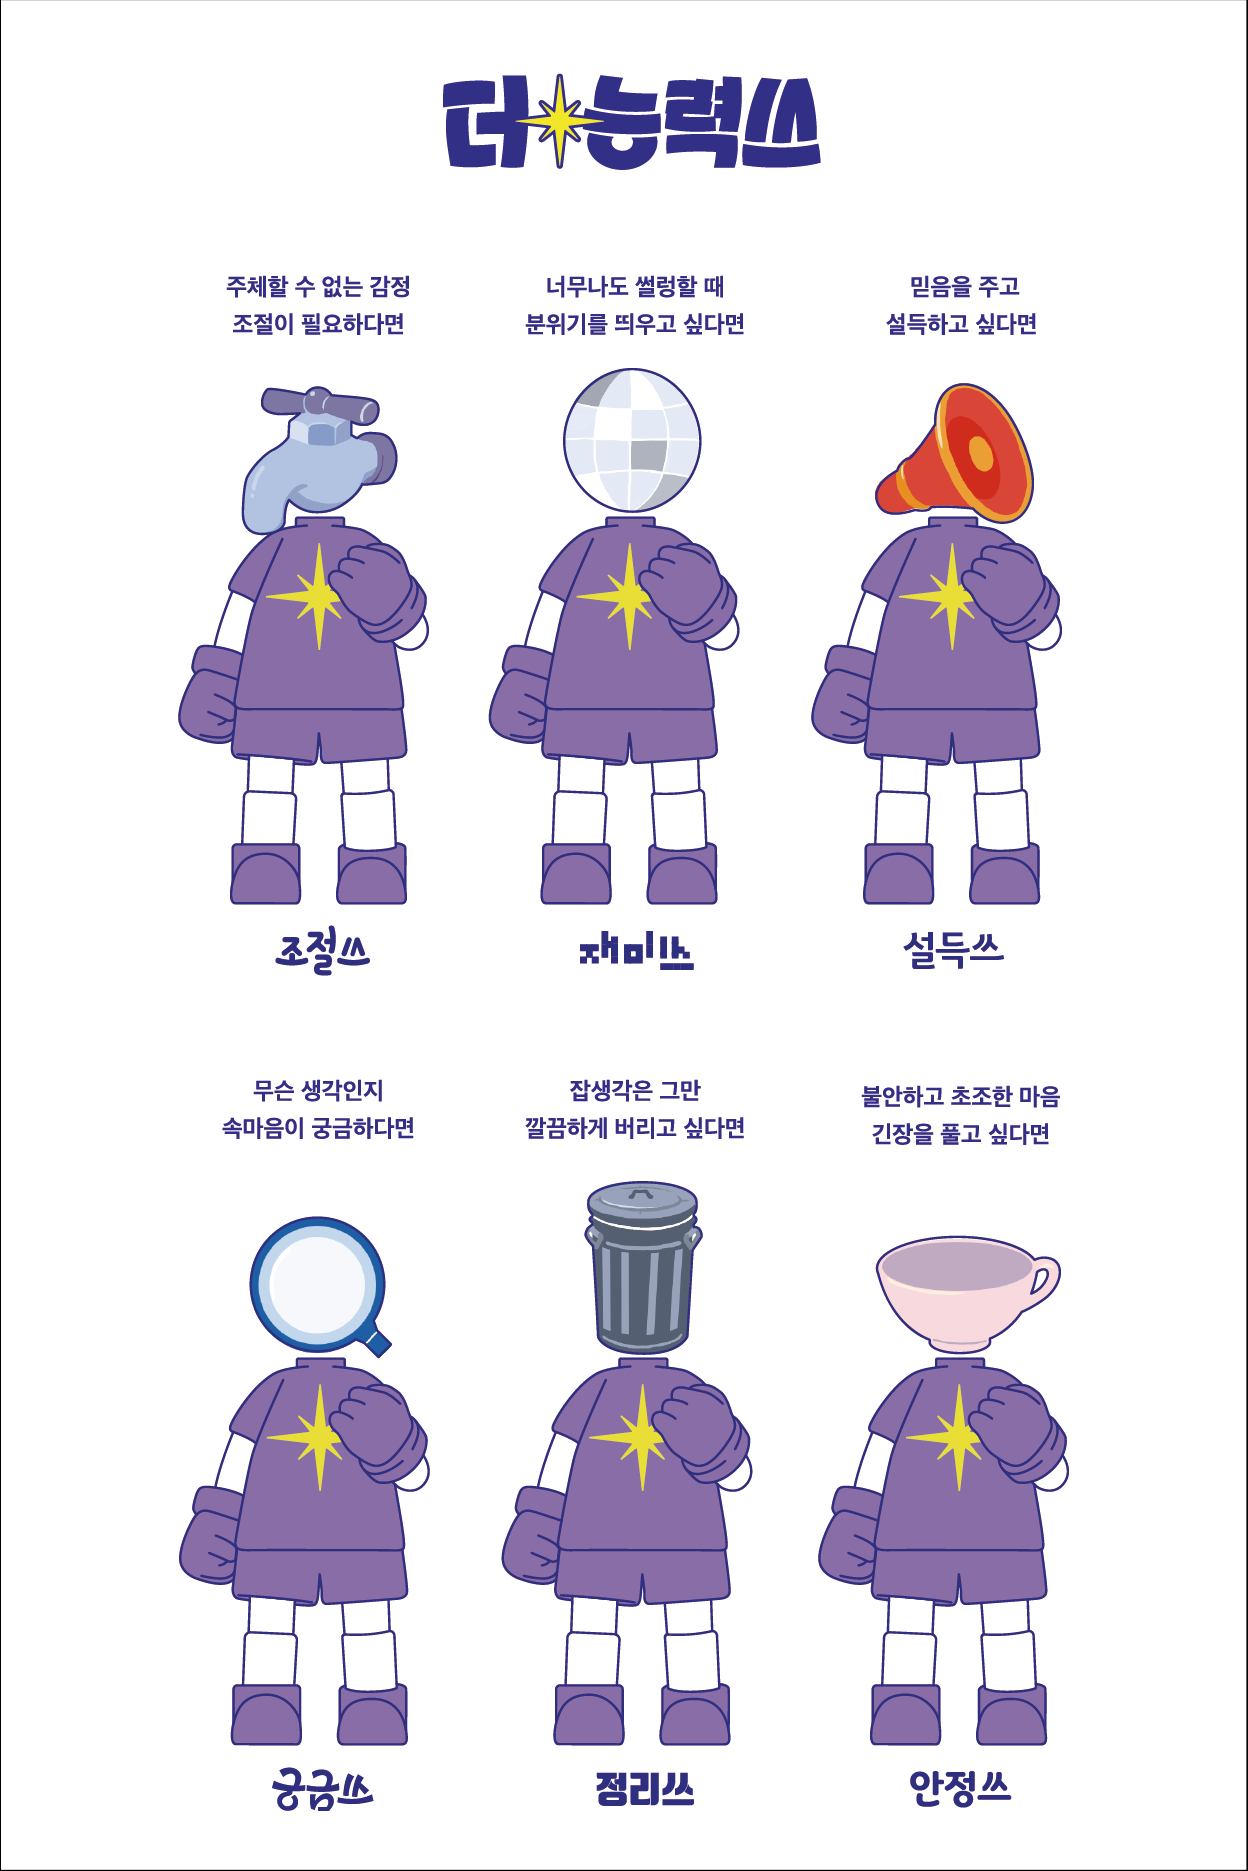 더능력쓰
주체할 수 없는 감정
조절이 필요하다면
너무나도 썰렁할 때
분위기를 띄우고 싶다면
믿음을 주고
설득하고 싶다면
조절쓰
재미쓰
설득쓰
무슨 생각인지
속마음이 궁금하다면
잡생각은 그만
깔끔하게 버리고 싶다면
불안하고 초조한 마음
긴장을 풀고 싶다면
궁금쓰
정리쓰
안정쓰